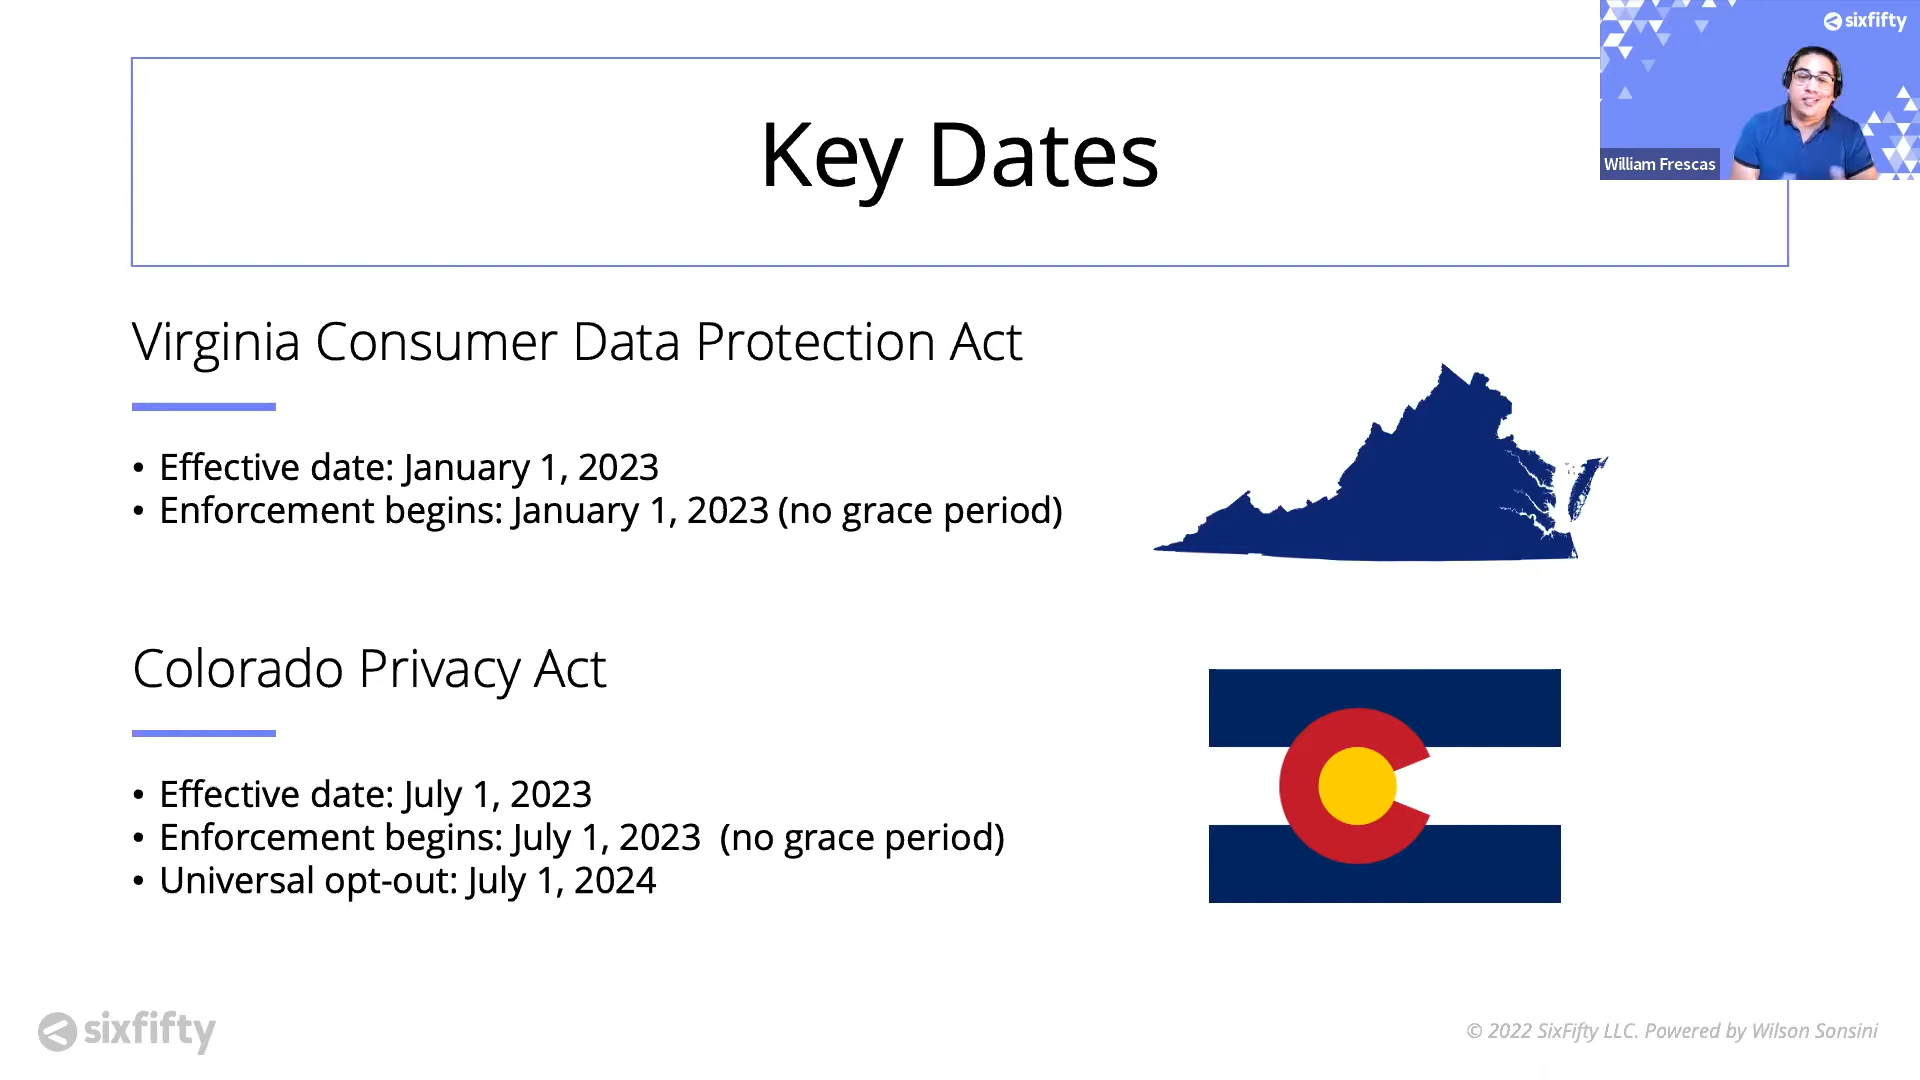 sixfifty
William Frescas
Key Dates
Virginia Consumer Data Protection Act
• Effective date: January 1, 2023
• Enforcement begins: January 1, 2023 (no grace period)
Colorado Privacy Act
• Effective date: July 1, 2023
• Enforcement begins: July 1, 2023  (no grace period)
• Universal opt-out: July 1, 2024
sixfifty
© 2022 SixFifty LLC. Powered by Wilson Sonsini